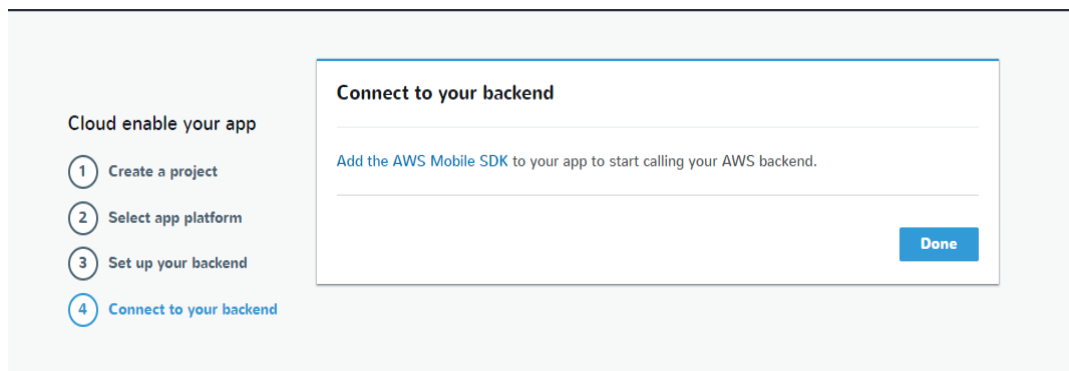 Cloud enable your app
1 Create a project
2 Select app platform
3 Set up your backend
4 Connect to your backend
Connect to your backend
Add the AWS Mobile SDK to your app to start calling your AWS backend.
Done